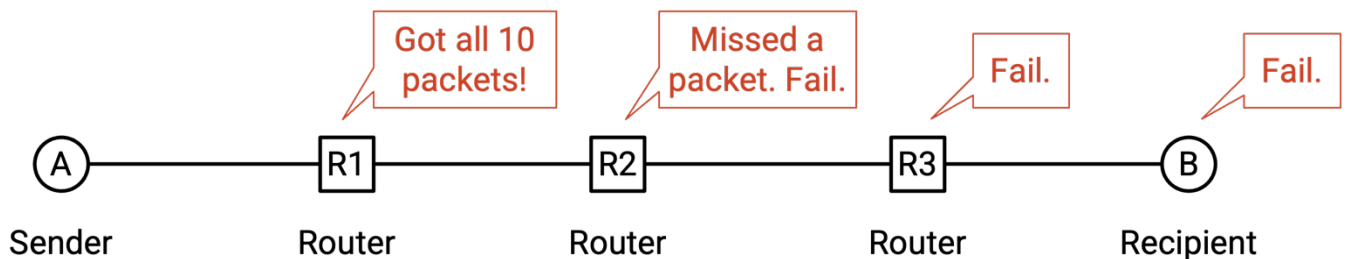 Got all 10
packets!
Missed a
packet. Fail.
Fail.
Fail.
A
R1
R2
R3
B
Sender
Router
Router
Router
Recipient